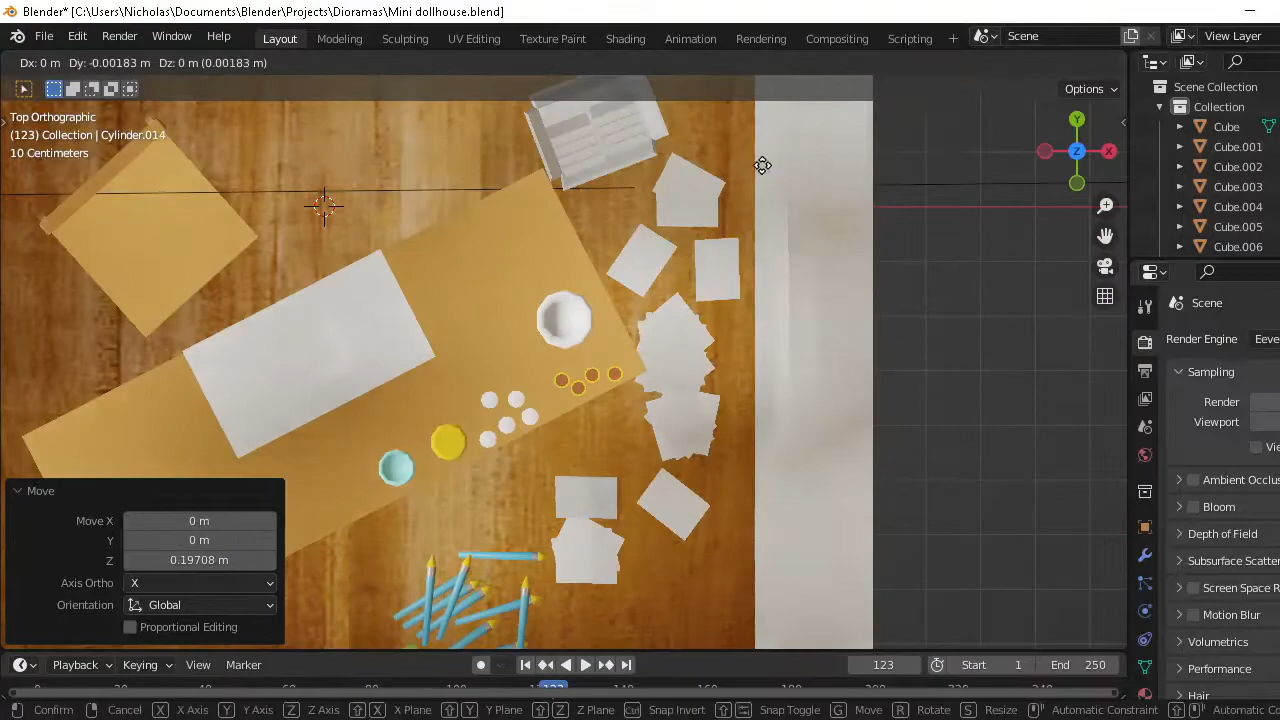 Blender* [C:\Users\Nicholas\Documents\Blender\Projects\Dioramas\Mini dollhouse.blend]
File Edit Render Window Help Layout Modeling Sculpting UV Editing Texture Paint Shading Animation Rendering Compositing Scripting Scene View Layer
Dx: 0 m Dy: -0.00183 m Dz: 0 m (0.00183 m)
Options
Top Orthographic
(123) Collection | Cylinder.014
10 Centimeters
Y
Z
X
Scene Collection
Collection
Cube
Cube.001
Cube.002
Cube.003
Cube.004
Cube.005
Cube.006
Scene
Render Engine Eeve
Sampling
Render
Viewport
Vie
Ambient Occlus
Bloom
Depth of Field
Subsurface Scatter
Screen Space R
Motion Blur
Volumetrics
Performance
Hair
Move
Move X 0 m
Y 0 m
Z 0.19708 m
Axis Ortho X
Orientation Global
Proportional Editing
Playback Keying View Marker 123 Start 1 End 250
Confirm Cancel X X Axis Y Y Axis Z Z Axis X X Plane Y Y Plane Z Z Plane Ctrl Snap Invert Snap Toggle G Move R Rotate S Resize Automatic Constraint Automatic Co